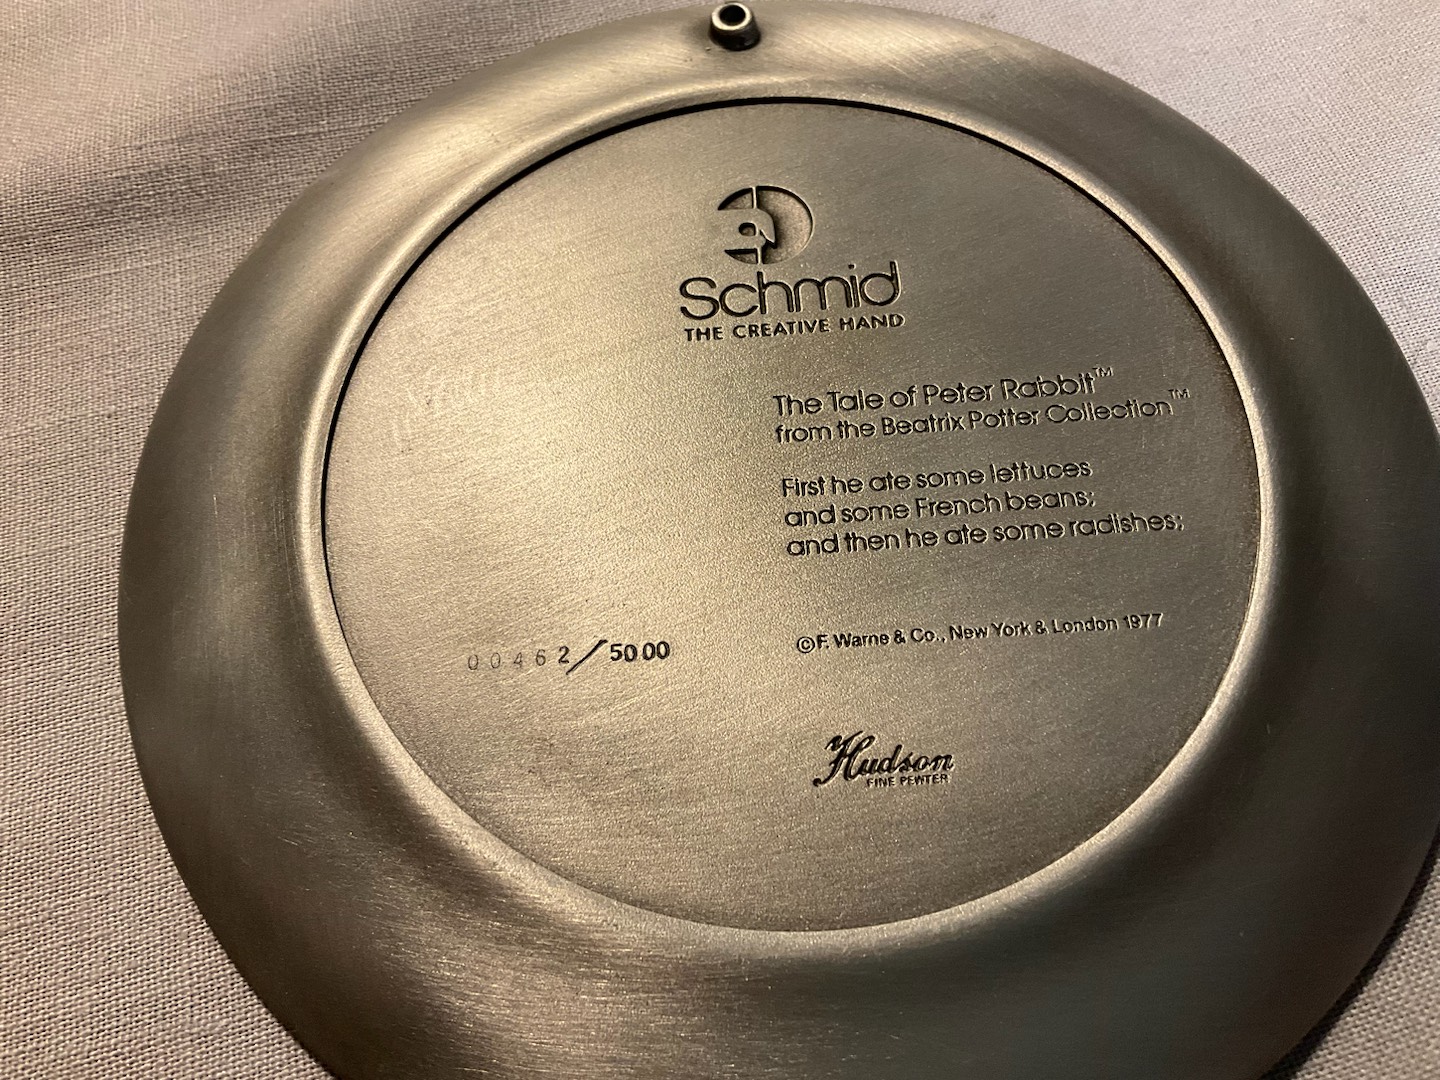 Schmid
THE CREATIVE HAND
The Tale of Peter Rabbit™
from the Beatrix Potter Collection™
First he ate some lettuces
and some French beans;
and then he ate some radishes;
00462/5000
©F. Warne & Co., New York & London 1977
Hudson
FINE PEWTER